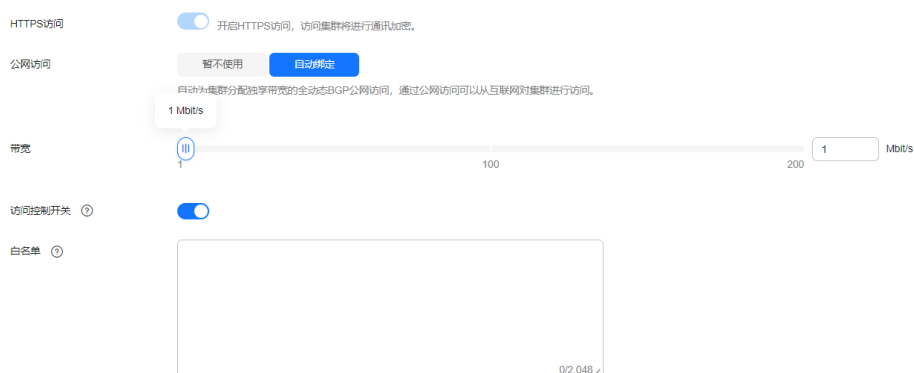 HTTPS访问 开启HTTPS访问，访问集群将进行通讯加密。
公网访问 暂不使用 自动绑定
自动为集群分配独享带宽的全动态BGP公网访问，通过公网访问可以从互联网对集群进行访问。
1 Mbit/s
带宽 1 Mbit/s
1 100 200
访问控制开关 ?
白名单 ?
0/2,048